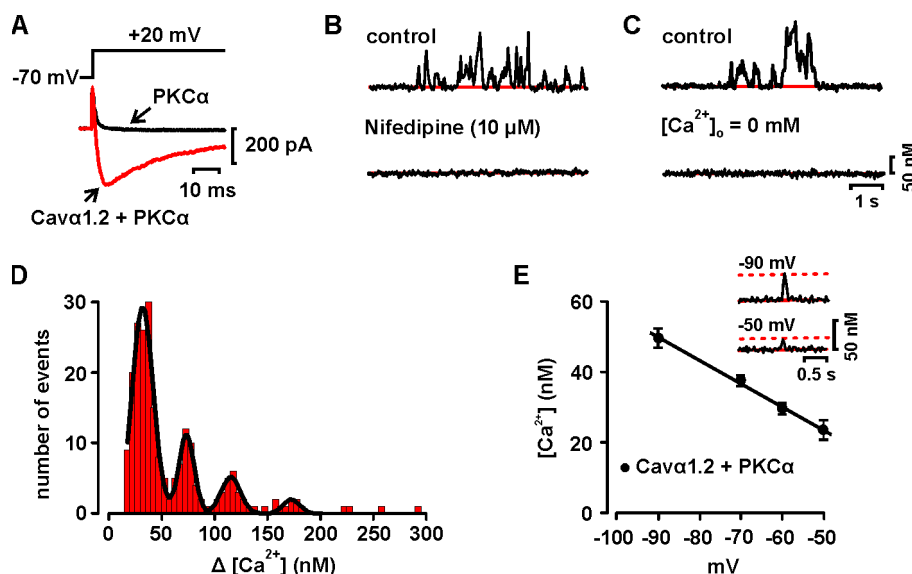 A
+20 mV
-70 mV
PKCα
200 pA
10 ms
Cavα1.2 + PKCα
B
control
Nifedipine (10 µM)
C
control
[Ca²⁺]ₒ = 0 mM
50 nM
1 s
D
number of events
30
20
10
0
0 50 100 150 200 250 300
Δ [Ca²⁺] (nM)
E
[Ca²⁺] (nM)
60
40
20
0
-90 mV
-50 mV
50 nM
0.5 s
Cavα1.2 + PKCα
-100 -90 -80 -70 -60 -50
mV